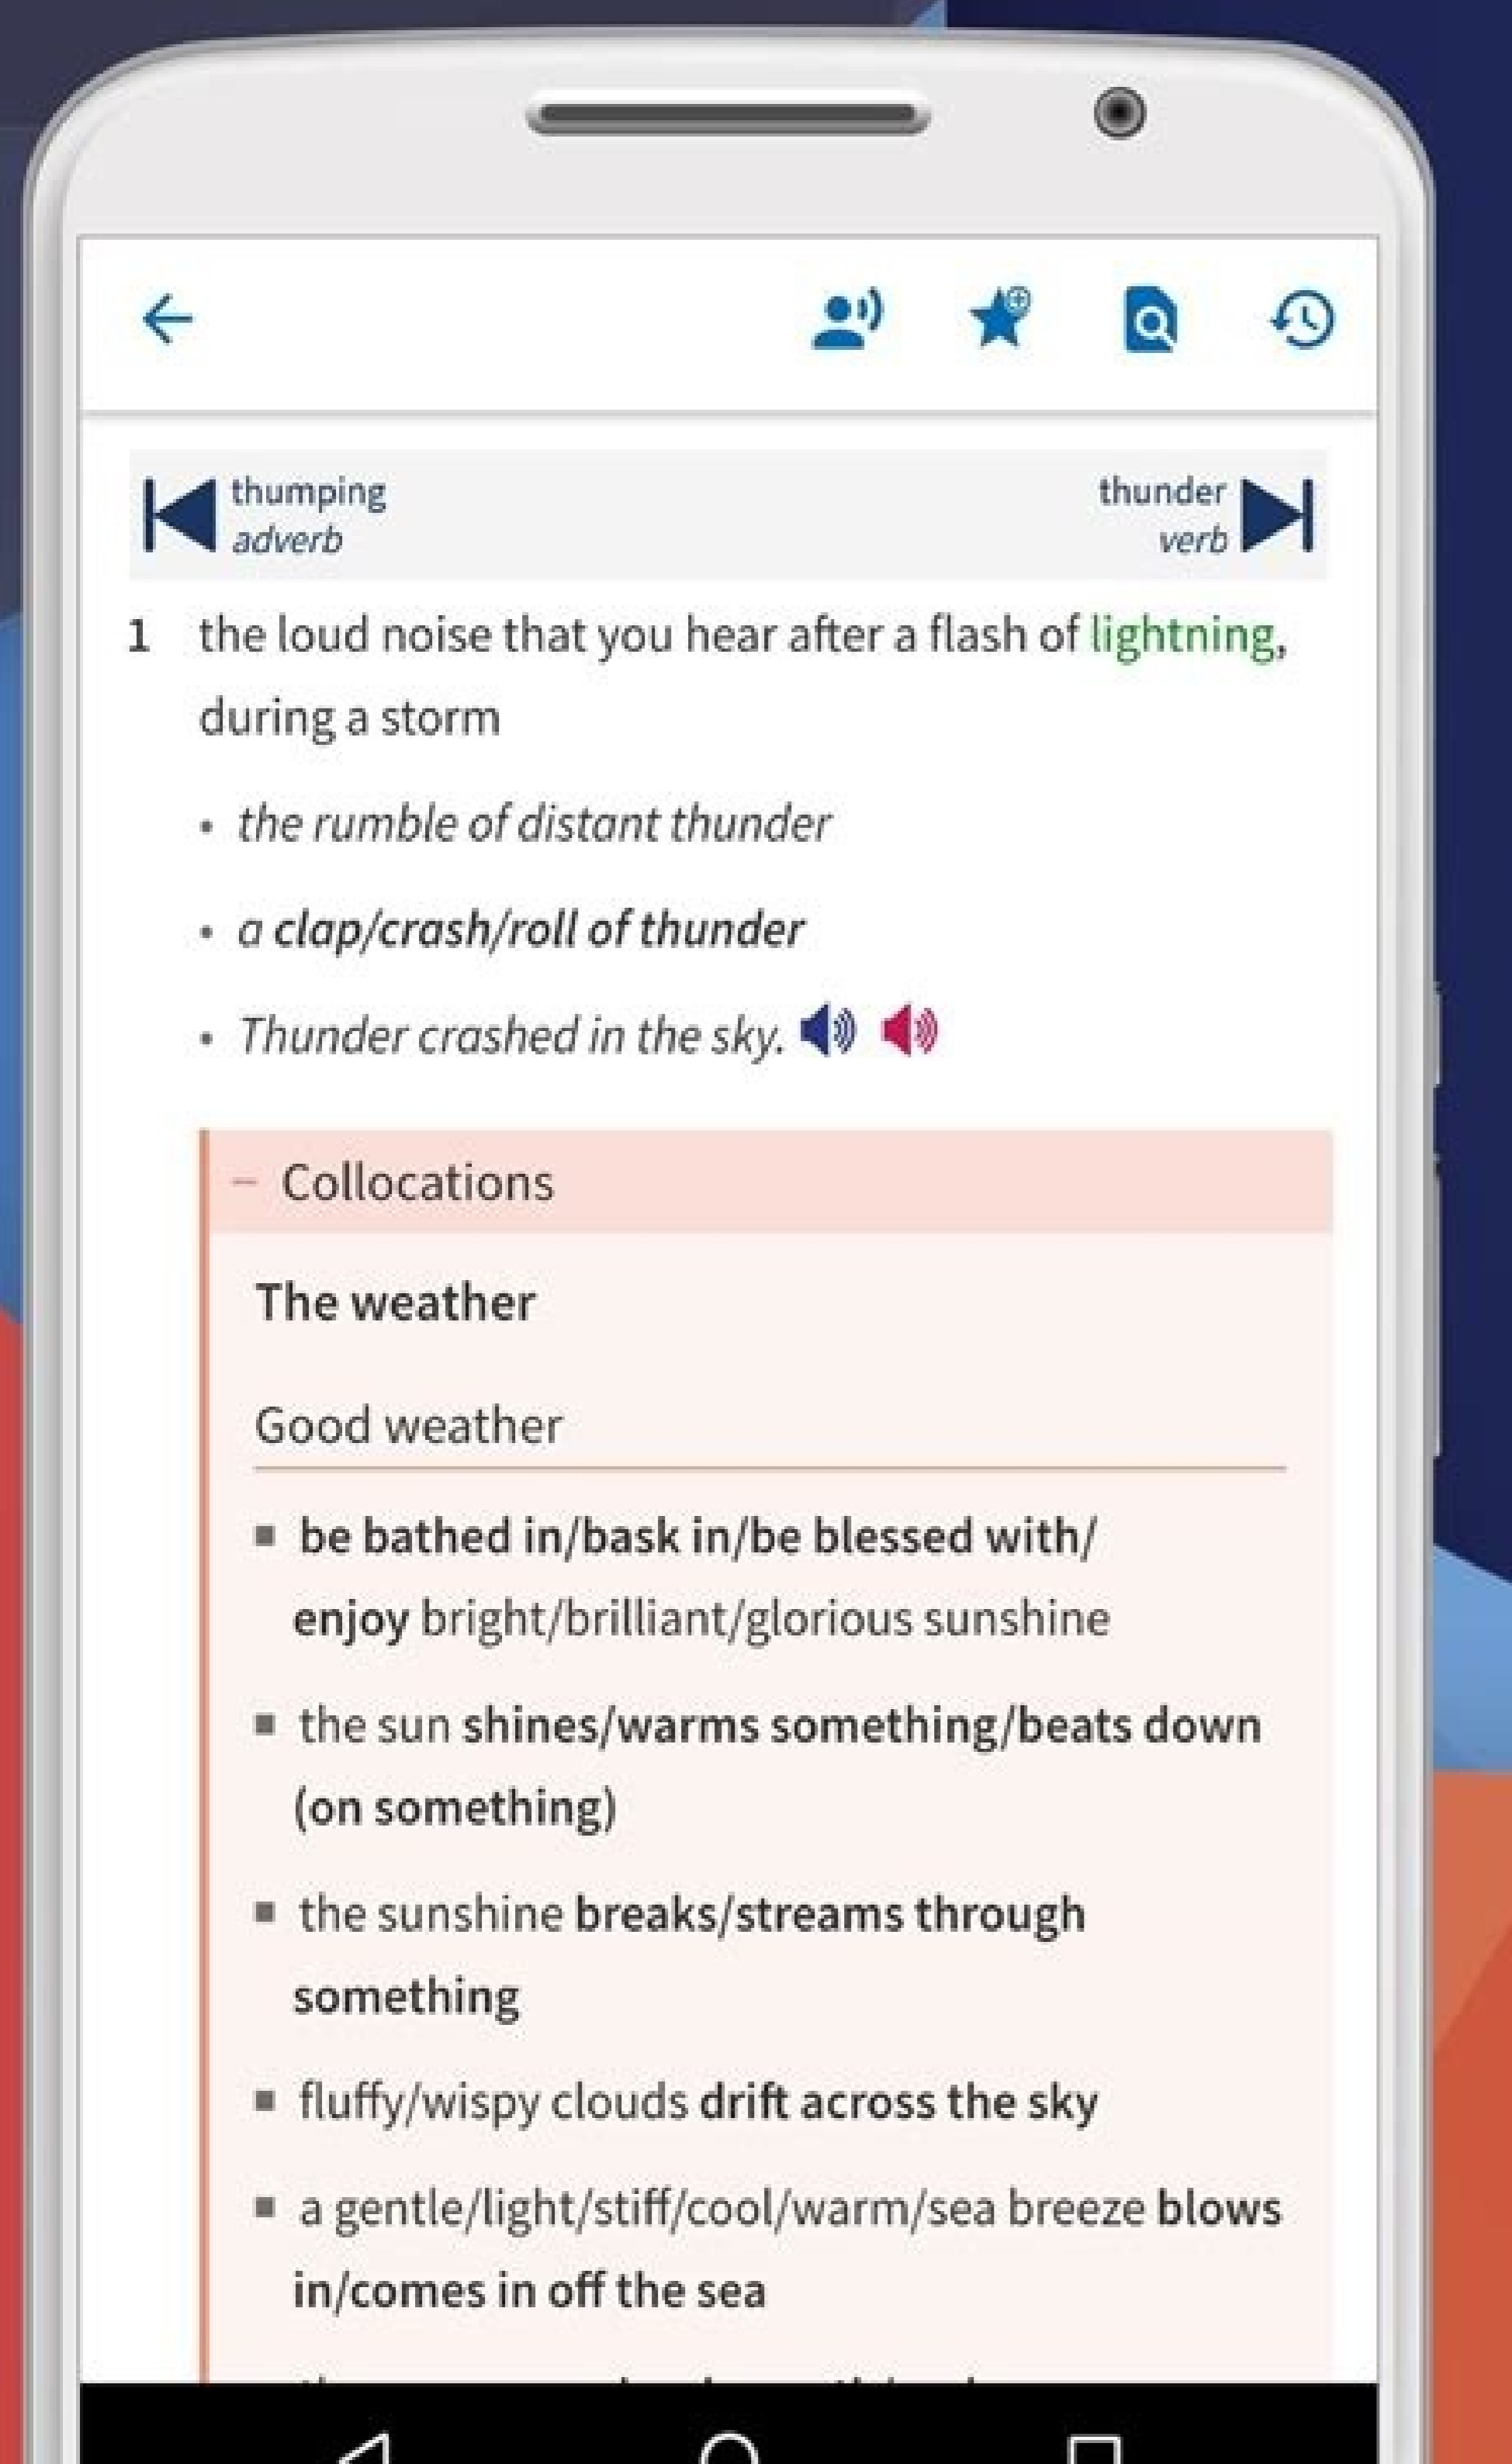 thumping
adverb
thunder
verb
1 the loud noise that you hear after a flash of lightning,
during a storm
• the rumble of distant thunder
• a clap/crash/roll of thunder
• Thunder crashed in the sky.
– Collocations
The weather
Good weather
■ be bathed in/bask in/be blessed with/
enjoy bright/brilliant/glorious sunshine
■ the sun shines/warms something/beats down
(on something)
■ the sunshine breaks/streams through
something
■ fluffy/wispy clouds drift across the sky
■ a gentle/light/stiff/cool/warm/sea breeze blows
in/comes in off the sea